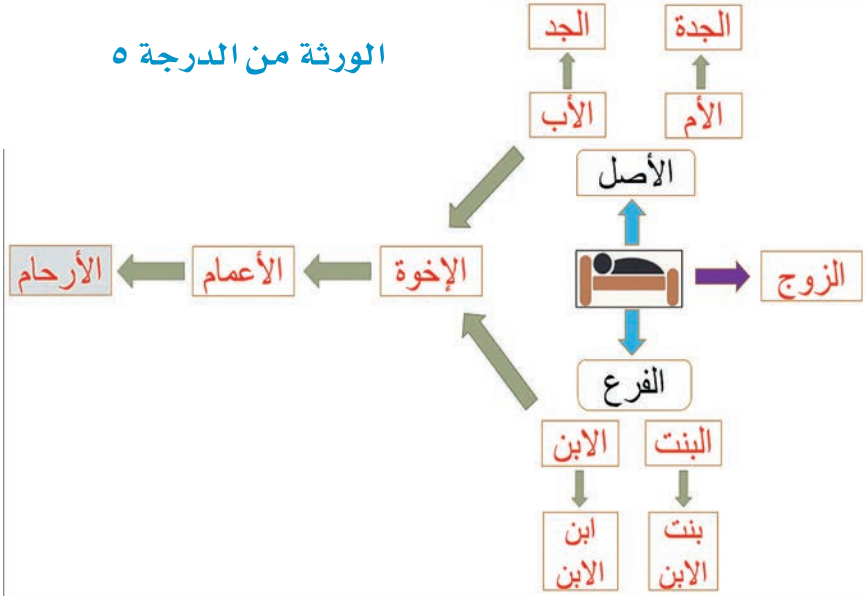 الورثة من الدرجة ٥
الجدة
الجد
الأم
الأب
الأصل
الزوج
الإخوة
الأعمام
الأرحام
الفرع
البنت
الابن
بنت
الابن
ابن
الابن